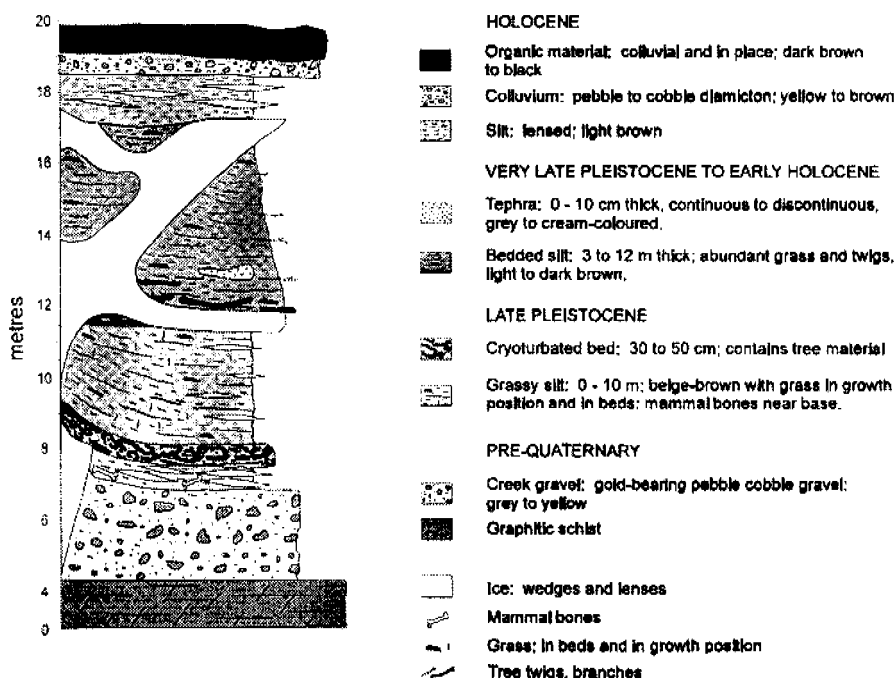 20
18
16
14
12
10
8
6
4
0
metres
HOLOCENE
Organic material: colluvial and in place; dark brown
to black
Colluvium: pebble to cobble diamicton; yellow to brown
Silt: lensed; light brown
VERY LATE PLEISTOCENE TO EARLY HOLOCENE
Tephra: 0 - 10 cm thick, continuous to discontinuous,
grey to cream-coloured.
Bedded silt: 3 to 12 m thick; abundant grass and twigs,
light to dark brown.
LATE PLEISTOCENE
Cryoturbated bed: 30 to 50 cm; contains tree material
Grassy silt: 0 - 10 m; beige-brown with grass in growth
position and in beds; mammal bones near base.
PRE-QUATERNARY
Creek gravel: gold-bearing pebble cobble gravel;
grey to yellow
Graphitic schist
Ice: wedges and lenses
Mammal bones
Grass; in beds and in growth position
Tree twigs, branches